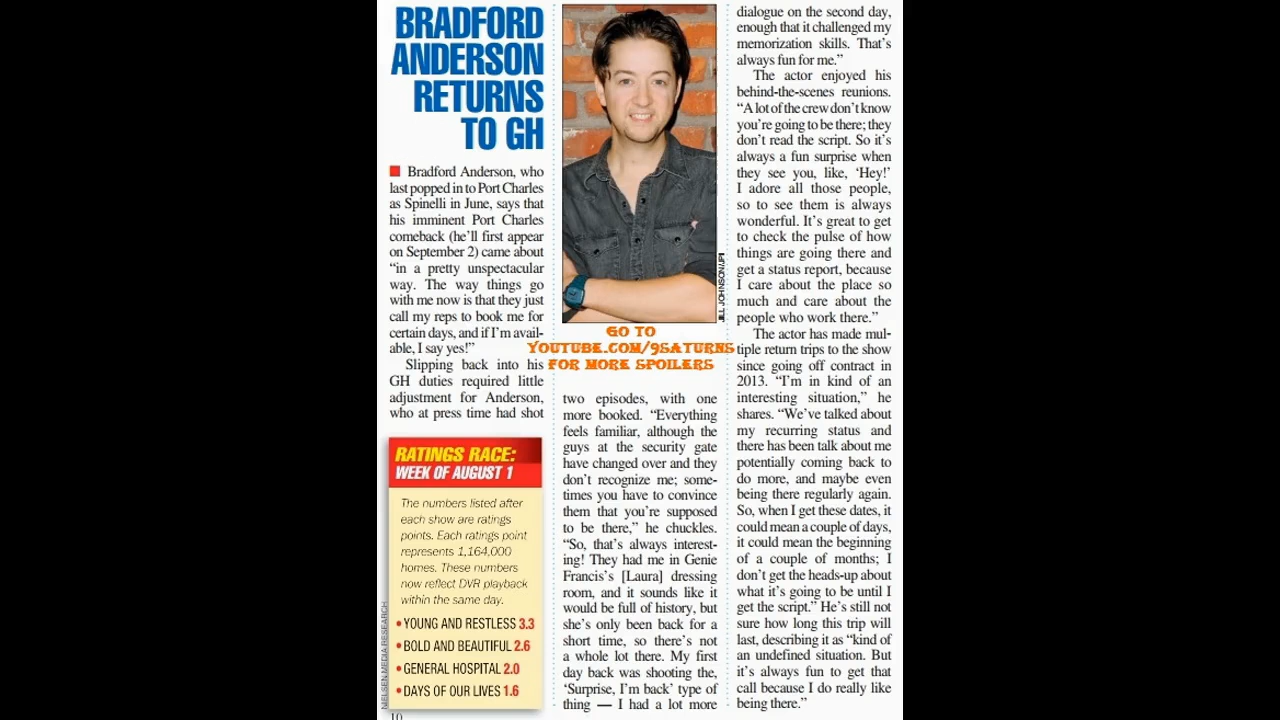 BRADFORD
ANDERSON
RETURNS
TO GH
Bradford Anderson, who
last popped in to Port Charles
as Spinelli in June, says that
his imminent Port Charles
comeback (he'll first appear
on September 2) came about
“in a pretty unspectacular
way. The way things go
with me now is that they just
call my reps to book me for
certain days, and if I'm avail-
able, I say yes!”
Slipping back into his
GH duties required little
adjustment for Anderson,
who at press time had shot
RATINGS RACE:
WEEK OF AUGUST 1
The numbers listed after
each show are ratings
points. Each ratings point
represents 1,164,000
homes. These numbers
now reflect DVR playback
within the same day.
• YOUNG AND RESTLESS 3.3
• BOLD AND BEAUTIFUL 2.6
• GENERAL HOSPITAL 2.0
• DAYS OF OUR LIVES 1.6
NIELSEN MEDIA RESEARCH
10
JILL JOHNSON/JPI
GO TO
YOUTUBE.COM/9SATURNS
FOR MORE SPOILERS
two episodes, with one
more booked. “Everything
feels familiar, although the
guys at the security gate
have changed over and they
don't recognize me; some-
times you have to convince
them that you're supposed
to be there,” he chuckles.
“So, that's always interest-
ing! They had me in Genie
Francis's [Laura] dressing
room, and it sounds like it
would be full of history, but
she's only been back for a
short time, so there's not
a whole lot there. My first
day back was shooting the,
‘Surprise, I'm back’ type of
thing — I had a lot more
dialogue on the second day,
enough that it challenged my
memorization skills. That's
always fun for me.”
The actor enjoyed his
behind-the-scenes reunions.
“A lot of the crew don't know
you're going to be there; they
don't read the script. So it's
always a fun surprise when
they see you, like, ‘Hey!’
I adore all those people,
so to see them is always
wonderful. It's great to get
to check the pulse of how
things are going there and
get a status report, because
I care about the place so
much and care about the
people who work there.”
The actor has made mul-
tiple return trips to the show
since going off contract in
2013. “I'm in kind of an
interesting situation,” he
shares. “We've talked about
my recurring status and
there has been talk about me
potentially coming back to
do more, and maybe even
being there regularly again.
So, when I get these dates, it
could mean a couple of days,
it could mean the beginning
of a couple of months; I
don't get the heads-up about
what it's going to be until I
get the script.” He's still not
sure how long this trip will
last, describing it as “kind of
an undefined situation. But
it's always fun to get that
call because I do really like
being there.”